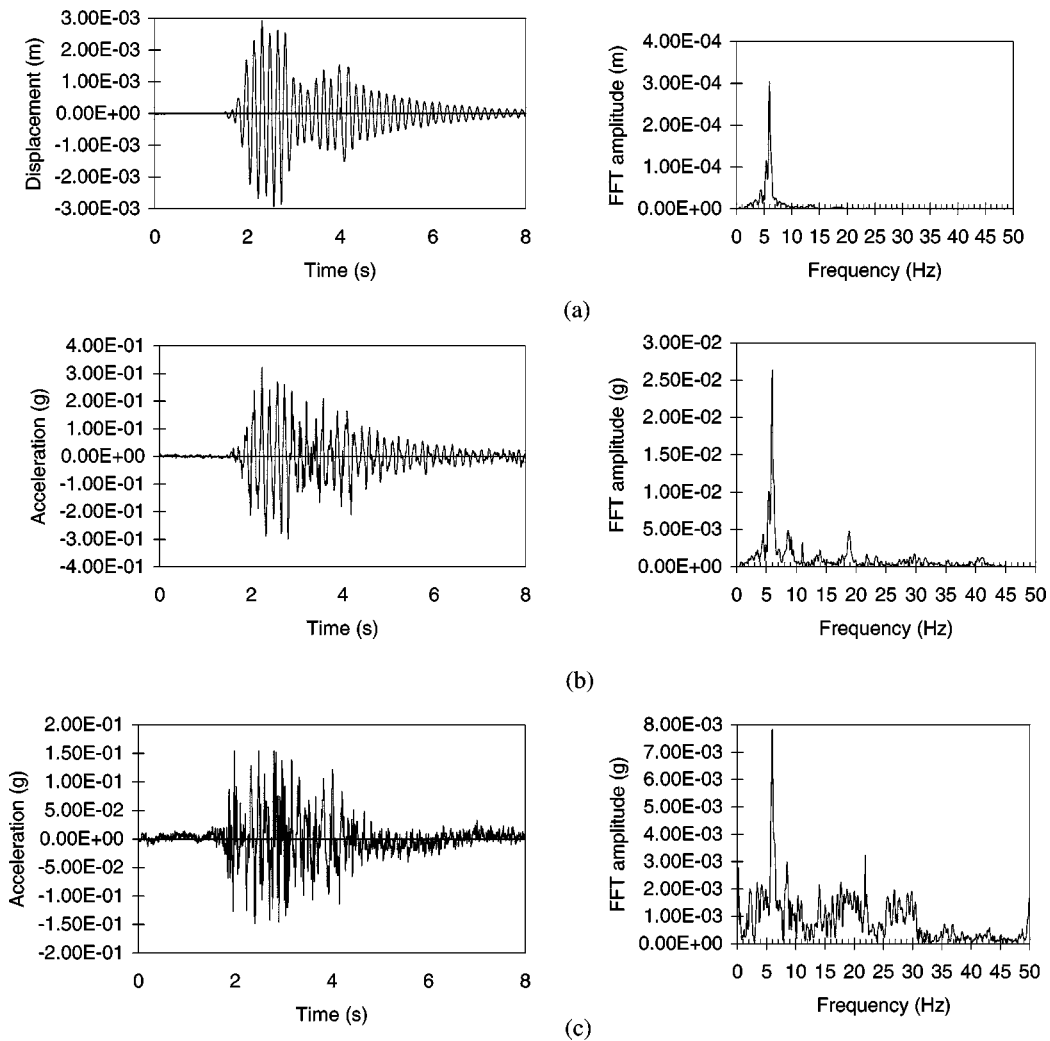 3.00E-03
2.00E-03
1.00E-03
0.00E+00
-1.00E-03
-2.00E-03
-3.00E-03
Displacement (m)
0 2 4 6 8
Time (s)
4.00E-04
3.00E-04
2.00E-04
1.00E-04
0.00E+00
FFT amplitude (m)
0 5 10 15 20 25 30 35 40 45 50
Frequency (Hz)
(a)
4.00E-01
3.00E-01
2.00E-01
1.00E-01
0.00E+00
-1.00E-01
-2.00E-01
-3.00E-01
-4.00E-01
Acceleration (g)
0 2 4 6 8
Time (s)
3.00E-02
2.50E-02
2.00E-02
1.50E-02
1.00E-02
5.00E-03
0.00E+00
FFT amplitude (g)
0 5 10 15 20 25 30 35 40 45 50
Frequency (Hz)
(b)
2.00E-01
1.50E-01
1.00E-01
5.00E-02
0.00E+00
-5.00E-02
-1.00E-01
-1.50E-01
-2.00E-01
Acceleration (g)
0 2 4 6 8
Time (s)
8.00E-03
7.00E-03
6.00E-03
5.00E-03
4.00E-03
3.00E-03
2.00E-03
1.00E-03
0.00E+00
FFT amplitude (g)
0 5 10 15 20 25 30 35 40 45 50
Frequency (Hz)
(c)